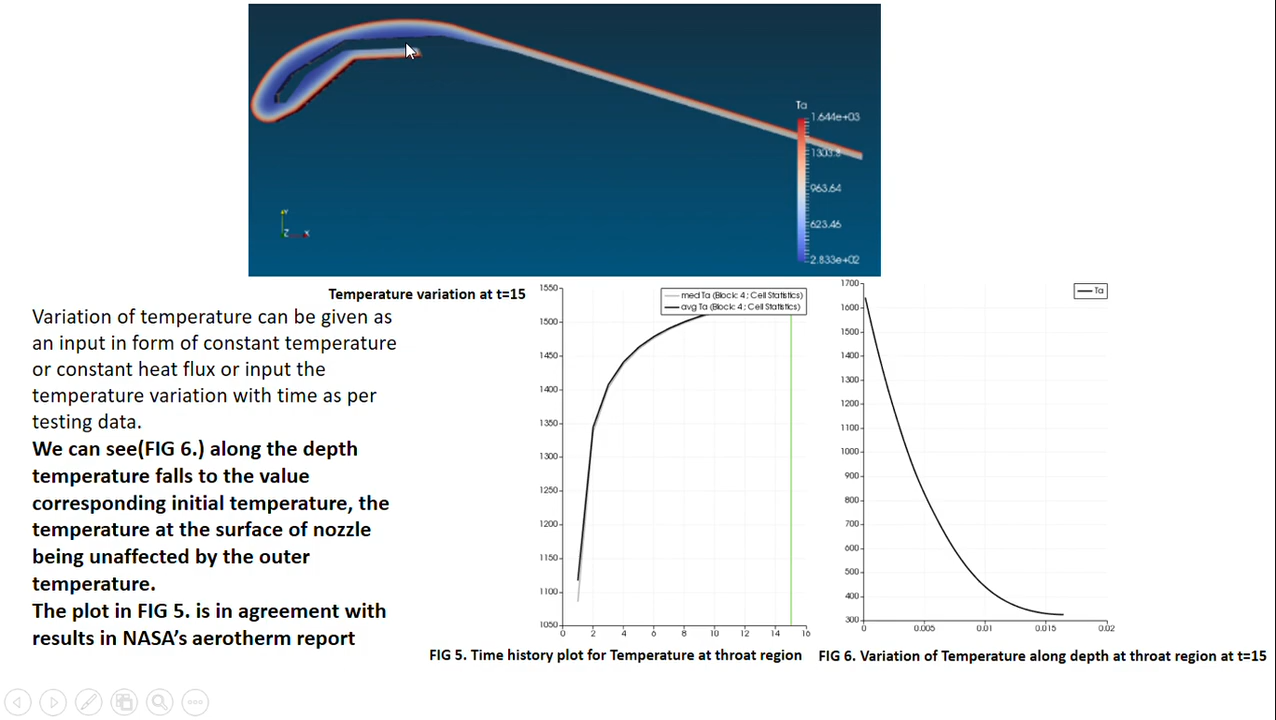 Ta
1.644e+03
1303.8
963.64
623.46
2.833e+02
Y
Z X
Temperature variation at t=15
Variation of temperature can be given as
an input in form of constant temperature
or constant heat flux or input the
temperature variation with time as per
testing data.
We can see(FIG 6.) along the depth
temperature falls to the value
corresponding initial temperature, the
temperature at the surface of nozzle
being unaffected by the outer
temperature.
The plot in FIG 5. is in agreement with
results in NASA’s aerotherm report
med Ta (Block: 4; Cell Statistics)
avg Ta (Block: 4; Cell Statistics)
1550
1500
1450
1400
1350
1300
1250
1200
1150
1100
1050
0 2 4 6 8 10 12 14 16
FIG 5. Time history plot for Temperature at throat region
Ta
1700
1600
1500
1400
1300
1200
1100
1000
900
800
700
600
500
400
300
0 0.005 0.01 0.015 0.02
FIG 6. Variation of Temperature along depth at throat region at t=15